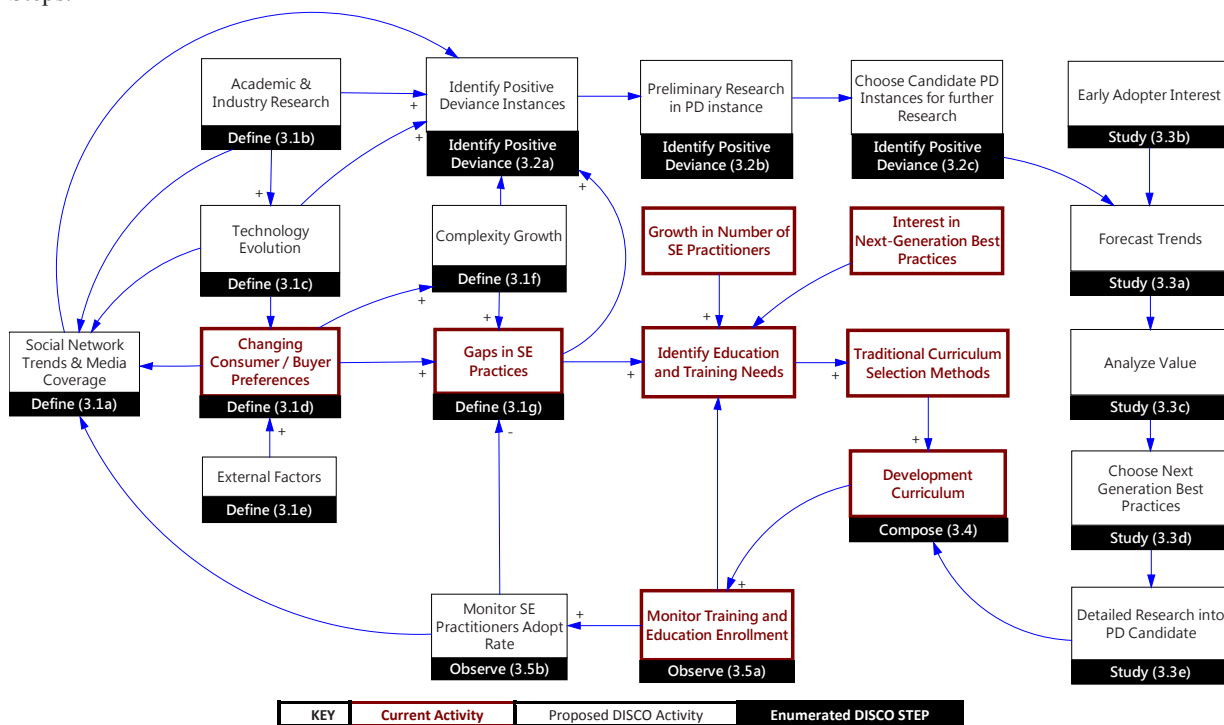 Steps.
Academic &
Industry Research
Define (3.1b)
Identify Positive
Deviance Instances
Identify Positive
Deviance (3.2a)
Preliminary Research
in PD instance
Identify Positive
Deviance (3.2b)
Choose Candidate PD
Instances for further
Research
Identify Positive
Deviance (3.2c)
Early Adopter Interest
Study (3.3b)
+
+
+
+
Technology
Evolution
Define (3.1c)
Complexity Growth
Define (3.1f)
Growth in Number of
SE Practitioners
Interest in
Next-Generation Best
Practices
Forecast Trends
Study (3.3a)
+
+
+
Social Network
Trends & Media
Coverage
Define (3.1a)
Changing
Consumer / Buyer
Preferences
Define (3.1d)
+
Gaps in SE
Practices
Define (3.1g)
+
Identify Education
and Training Needs
+
Traditional Curriculum
Selection Methods
Analyze Value
Study (3.3c)
+
-
+
External Factors
Define (3.1e)
Development
Curriculum
Compose (3.4)
Choose Next
Generation Best
Practices
Study (3.3d)
+
Monitor SE
Practitioners Adopt
Rate
Observe (3.5b)
+
Monitor Training and
Education Enrollment
Observe (3.5a)
Detailed Research into
PD Candidate
Study (3.3e)
KEY
Current Activity
Proposed DISCO Activity
Enumerated DISCO STEP